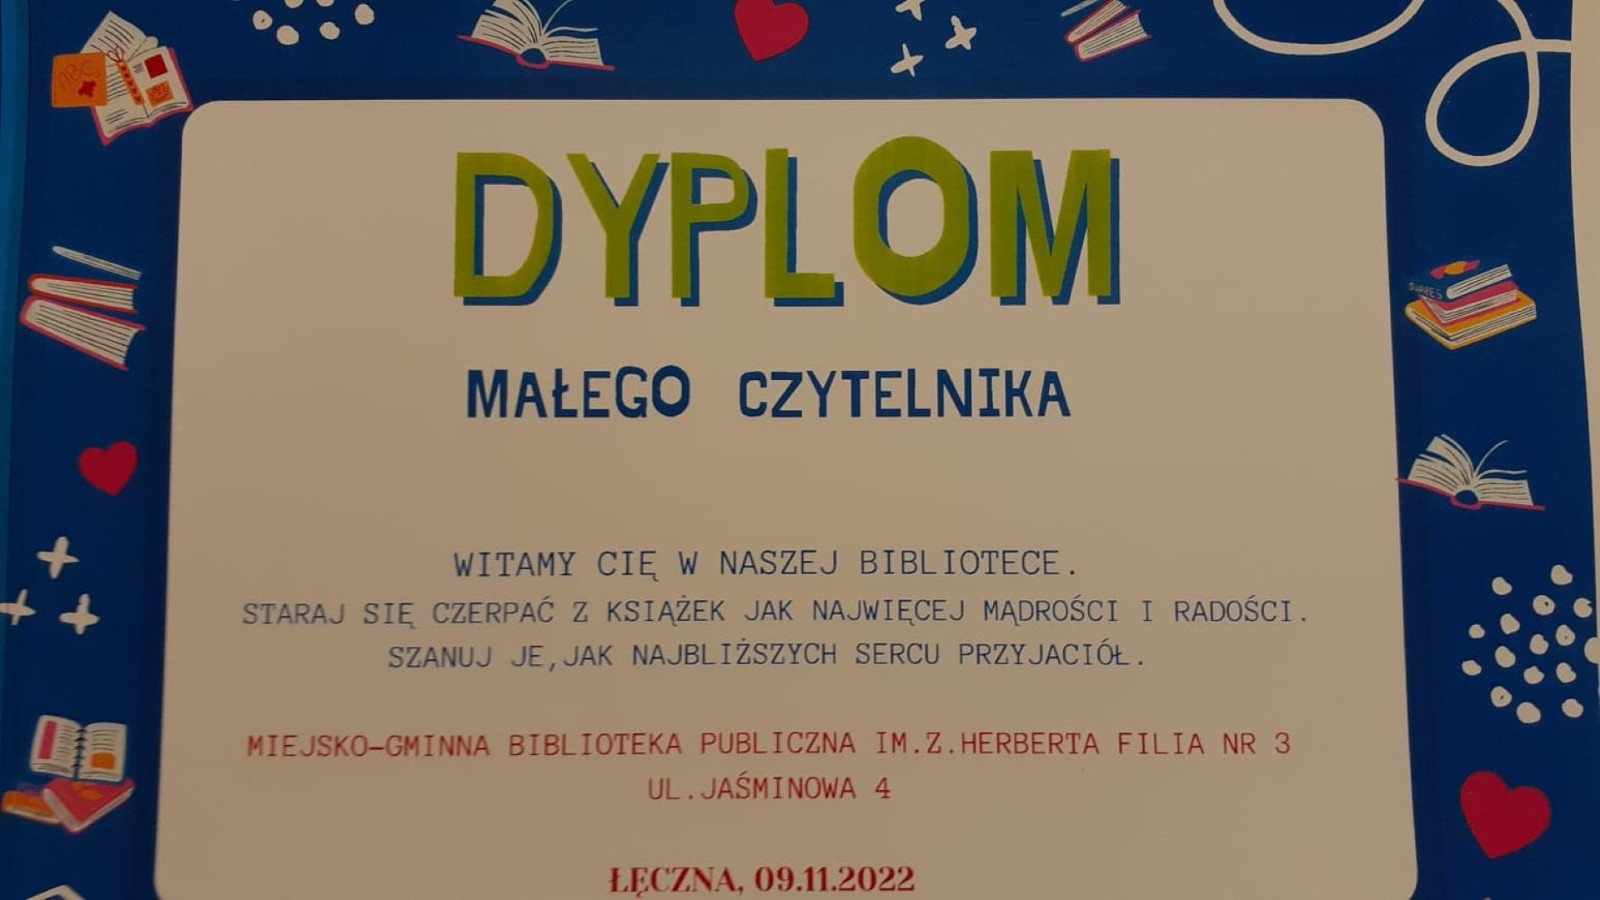 DYPLOM
MAŁEGO CZYTELNIKA
WITAMY CIĘ W NASZEJ BIBLIOTECE.
STARAJ SIĘ CZERPAĆ Z KSIĄŻEK JAK NAJWIĘCEJ MĄDROŚCI I RADOŚCI.
SZANUJ JE,JAK NAJBLIŻSZYCH SERCU PRZYJACIÓŁ.
MIEJSKO-GMINNA BIBLIOTEKA PUBLICZNA IM.Z.HERBERTA FILIA NR 3
UL.JAŚMINOWA 4
ŁĘCZNA, 09.11.2022
ABC